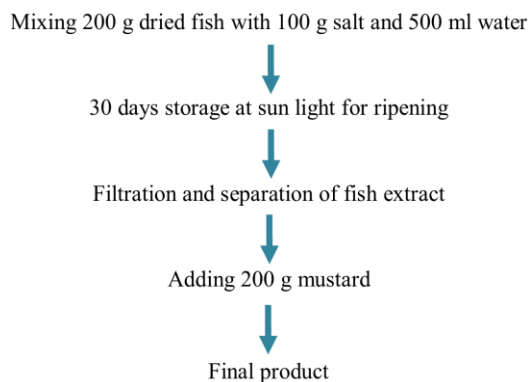 Mixing 200 g dried fish with 100 g salt and 500 ml water
30 days storage at sun light for ripening
Filtration and separation of fish extract
Adding 200 g mustard
Final product